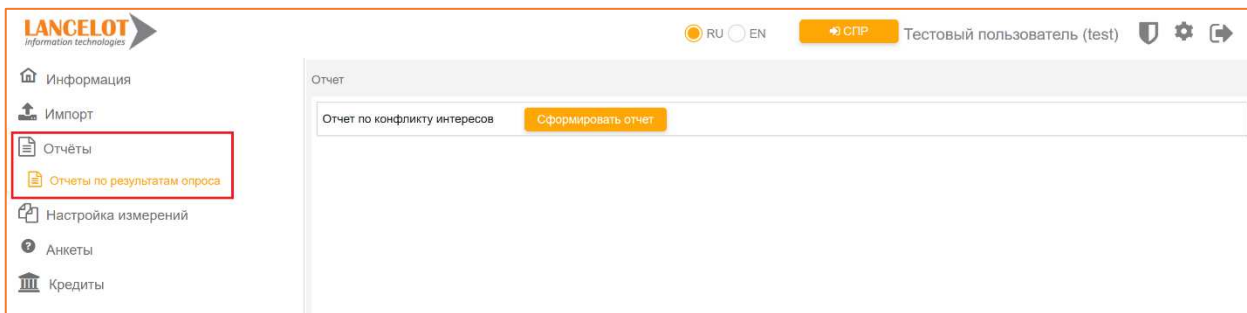 LANCELOT
information technologies
RU EN СПР Тестовый пользователь (test)
Информация
Импорт
Отчёты
Отчеты по результатам опроса
Настройка измерений
Анкеты
Кредиты
Отчет
Отчет по конфликту интересов Сформировать отчет